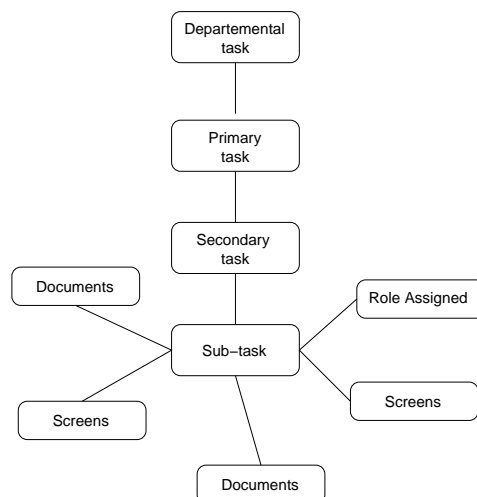 Departemental
task
Primary
task
Secondary
task
Documents
Role Assigned
Sub−task
Screens
Screens
Documents